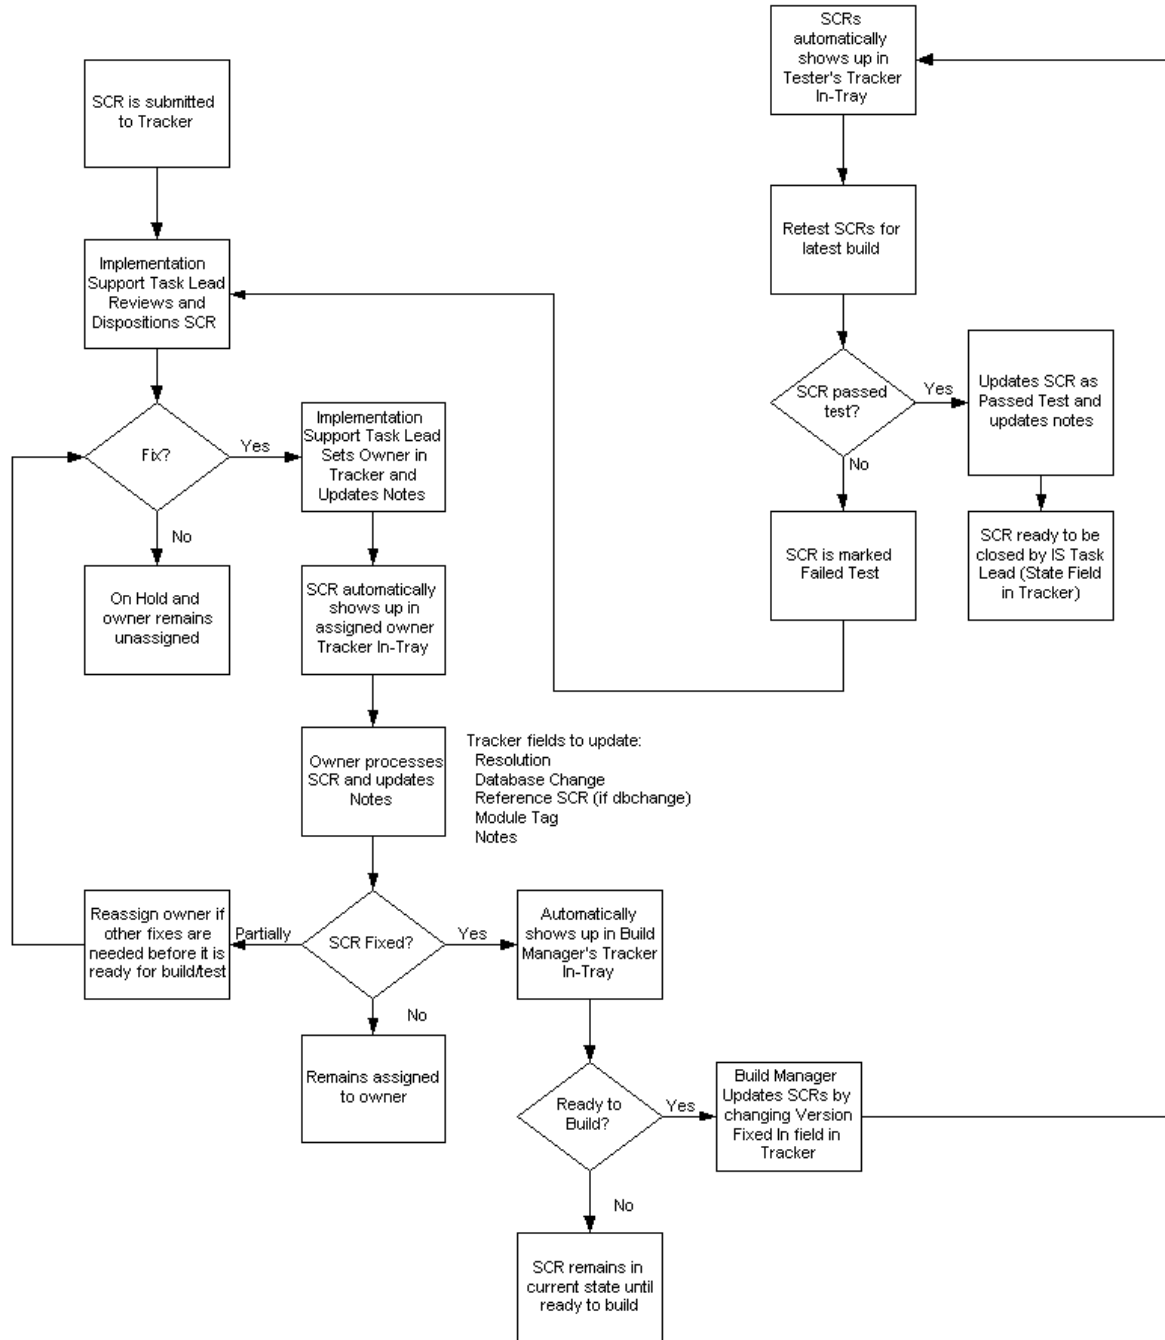 SCR is submitted
to Tracker
Implementation
Support Task Lead
Reviews and
Dispositions SCR
Fix?
Yes
No
On Hold and
owner remains
unassigned
Implementation
Support Task Lead
Sets Owner in
Tracker and
Updates Notes
SCR automatically
shows up in
assigned owner
Tracker In-Tray
Owner processes
SCR and updates
Notes
Tracker fields to update:
Resolution
Database Change
Reference SCR (if dbchange)
Module Tag
Notes
SCR Fixed?
Partially
Reassign owner if
other fixes are
needed before it is
ready for build/test
No
Remains assigned
to owner
Yes
Automatically
shows up in Build
Manager's Tracker
In-Tray
Ready to
Build?
No
SCR remains in
current state until
ready to build
Yes
Build Manager
Updates SCRs by
changing Version
Fixed In field in
Tracker
SCRs
automatically
shows up in
Tester's Tracker
In-Tray
Retest SCRs for
latest build
SCR passed
test?
Yes
Updates SCR as
Passed Test and
updates notes
SCR ready to be
closed by IS Task
Lead (State Field
in Tracker)
No
SCR is marked
Failed Test